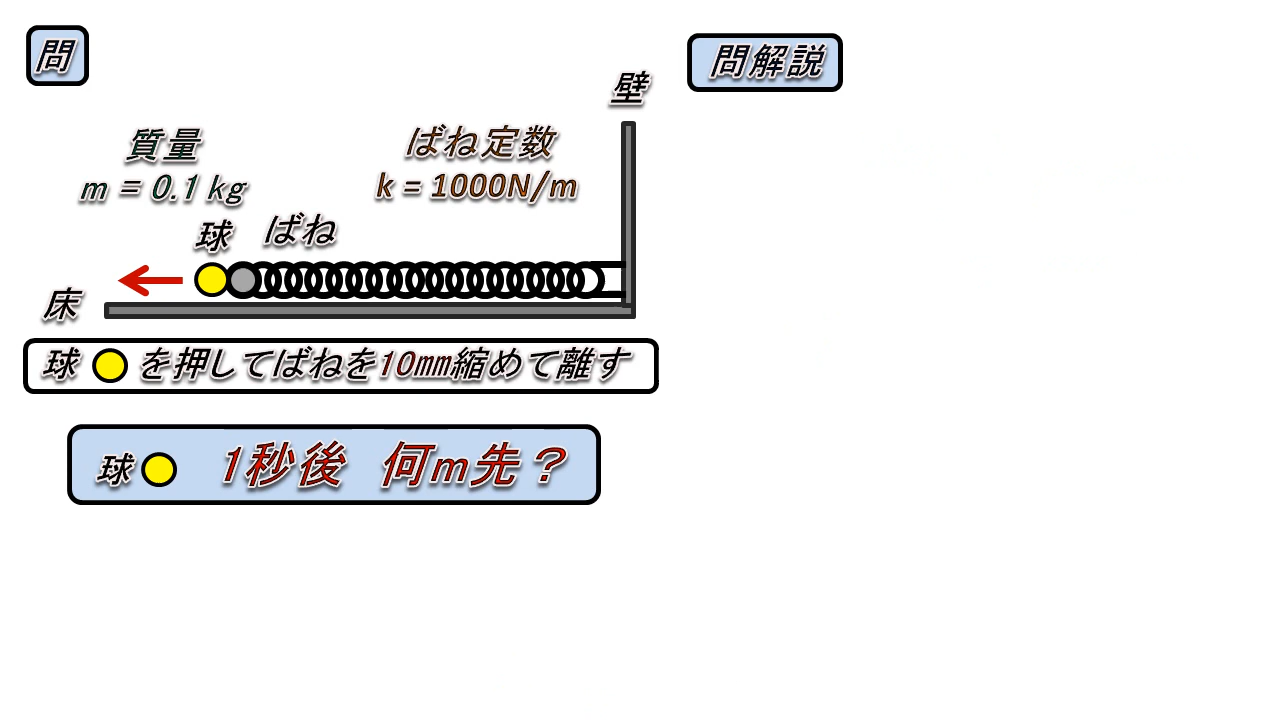 問
問解説
壁
質量
m = 0.1 kg
ばね定数
k = 1000N/m
球 ばね
床
球 を押してばねを10㎜縮めて離す
球 1秒後 何m先？